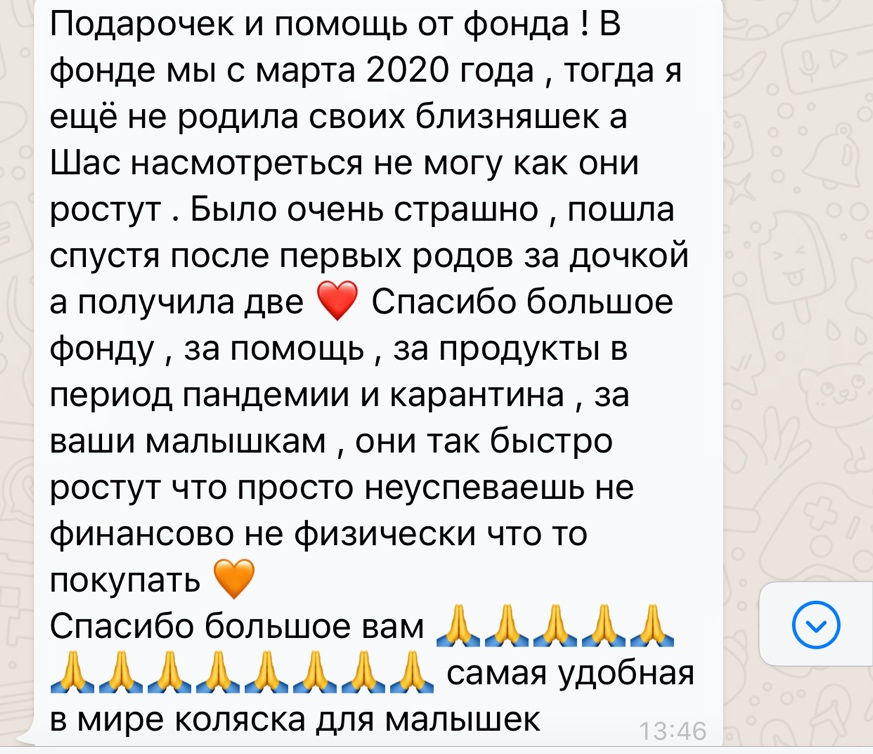 Подарочек и помощь от фонда ! В
фонде мы с марта 2020 года , тогда я
ещё не родила своих близняшек а
Шас насмотреться не могу как они
ростут . Было очень страшно , пошла
спустя после первых родов за дочкой
а получила две ❤️ Спасибо большое
фонду , за помощь , за продукты в
период пандемии и карантина , за
ваши малышкам , они так быстро
ростут что просто неуспеваешь не
финансово не физически что то
покупать 🧡
Спасибо большое вам 🙏🙏🙏🙏🙏
🙏🙏🙏🙏🙏🙏🙏🙏 самая удобная
в мире коляска для малышек
13:46